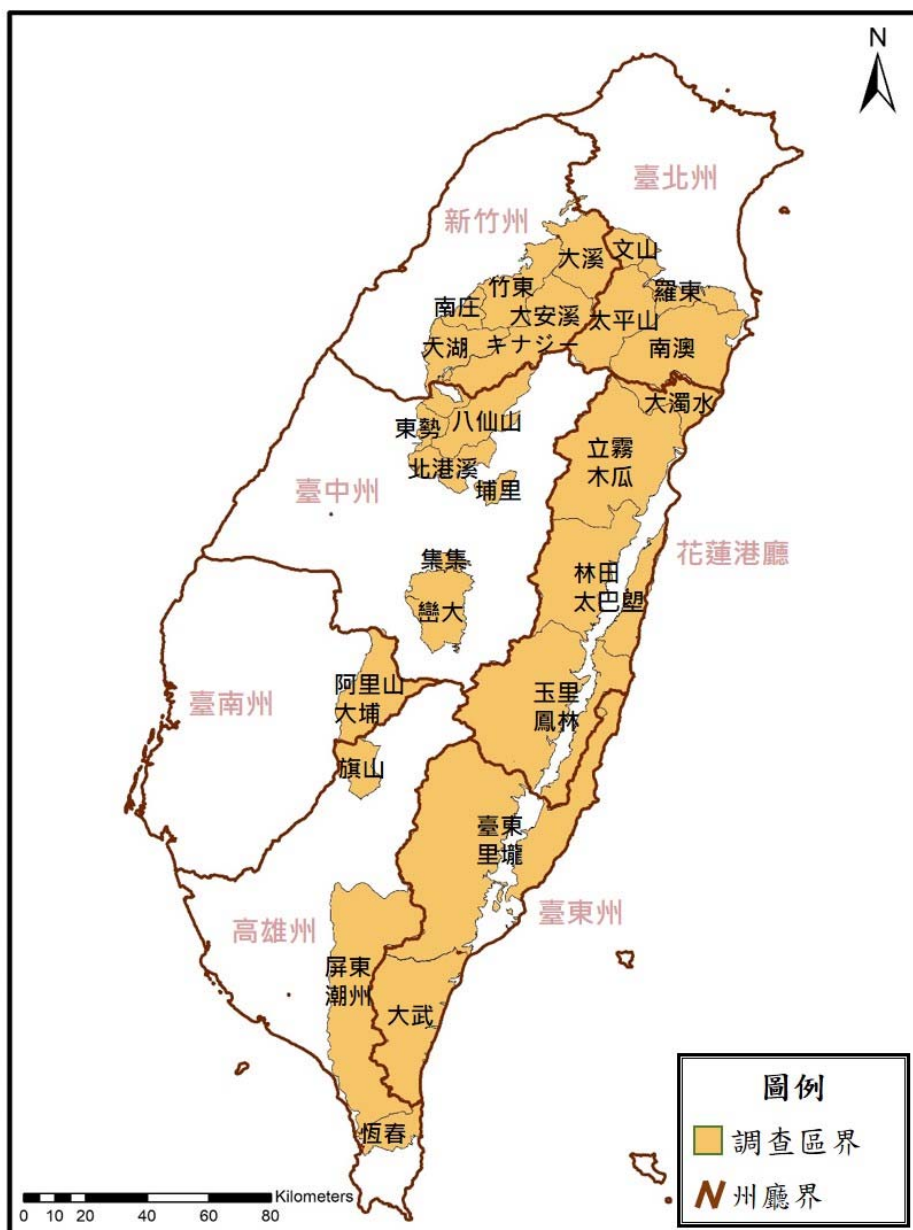 N
臺北州
新竹州
大溪
文山
竹東
羅東
南庄
大安溪
太平山
大湖
キナジー
南澳
大濁水
東勢
八仙山
北港溪
埔里
立霧
木瓜
臺中州
花蓮港廳
集集
巒大
林田
太巴塱
阿里山
大埔
臺南州
玉里
鳳林
旗山
臺東
里壠
高雄州
臺東州
屏東
潮州
大武
恆春
圖例
調查區界
州廳界
Kilometers
0 10 20 40 60 80